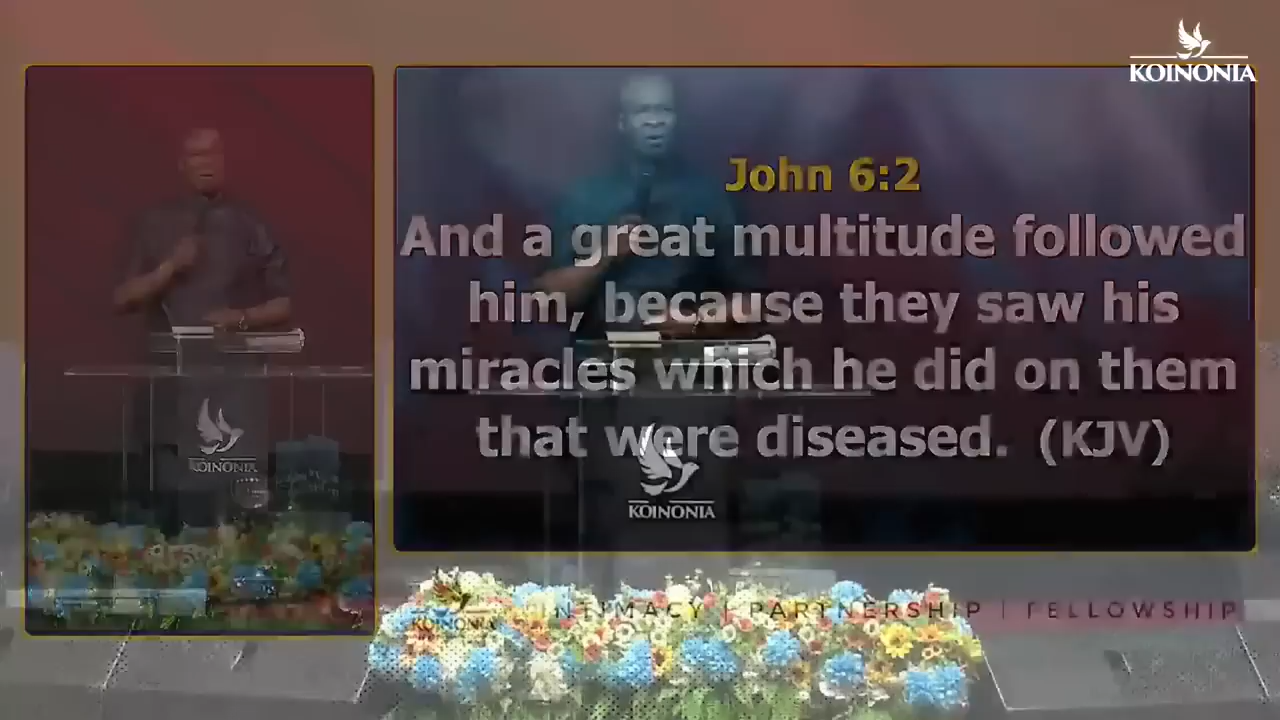 KOINONIA
John 6:2
And a great multitude followed
him, because they saw his
miracles which he did on them
that were diseased. (KJV)
KOINONIA
KOINONIA
KOINONIA
INTIMACY | PARTNERSHIP | FELLOWSHIP